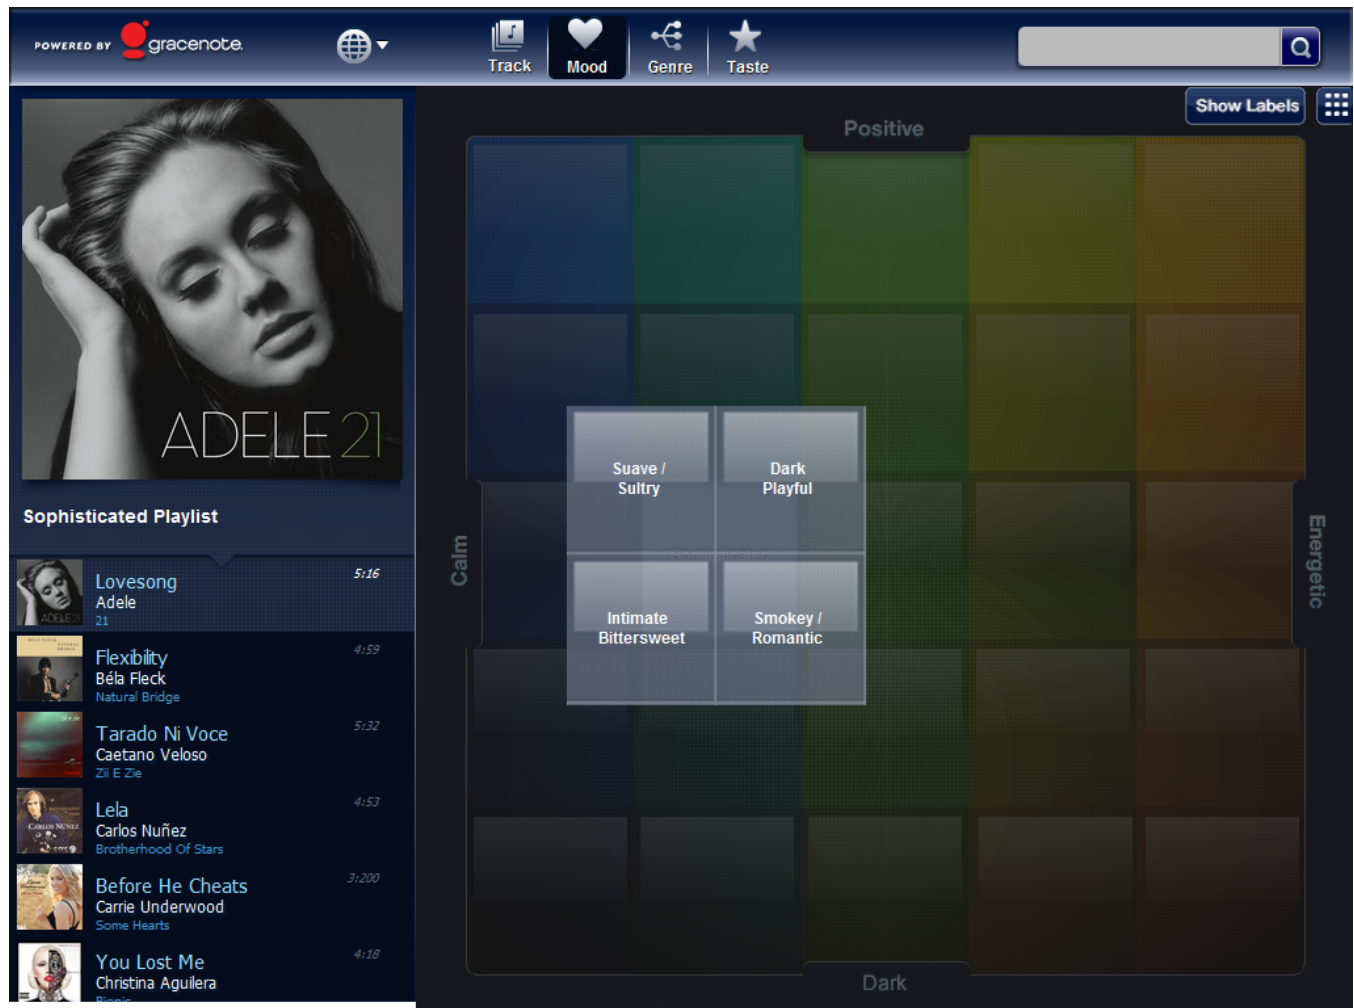 POWERED BY gracenote.
Track
Mood
Genre
Taste
Show Labels
ADELE 21
Sophisticated Playlist
Lovesong
5:16
Adele
21
Flexibility
4:59
Béla Fleck
Natural Bridge
Tarado Ni Voce
5:32
Caetano Veloso
Zii E Zie
Lela
4:53
Carlos Nuñez
Brotherhood Of Stars
Before He Cheats
3:200
Carrie Underwood
Some Hearts
You Lost Me
4:18
Christina Aguilera
Bionic
Positive
Calm
Energetic
Dark
Suave /
Sultry
Dark
Playful
Sophisticated
Intimate
Bittersweet
Smokey /
Romantic